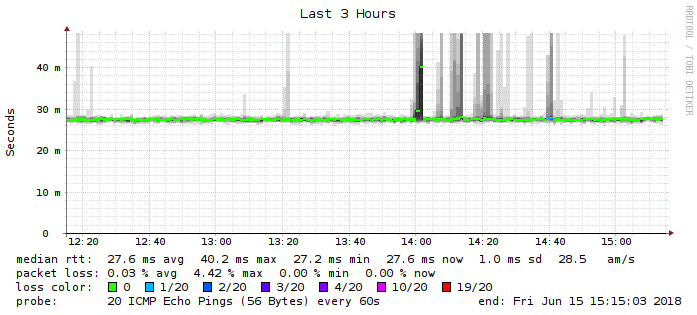 Last 3 Hours
RRDTOOL / TOBI OETIKER
Seconds
40 m
30 m
20 m
10 m
0
12:20 12:40 13:00 13:20 13:40 14:00 14:20 14:40 15:00
median rtt: 27.6 ms avg 40.2 ms max 27.2 ms min 27.6 ms now 1.0 ms sd 28.5 am/s
packet loss: 0.03 % avg 4.42 % max 0.00 % min 0.00 % now
loss color: 0 1/20 2/20 3/20 4/20 10/20 19/20
probe: 20 ICMP Echo Pings (56 Bytes) every 60s end: Fri Jun 15 15:15:03 2018